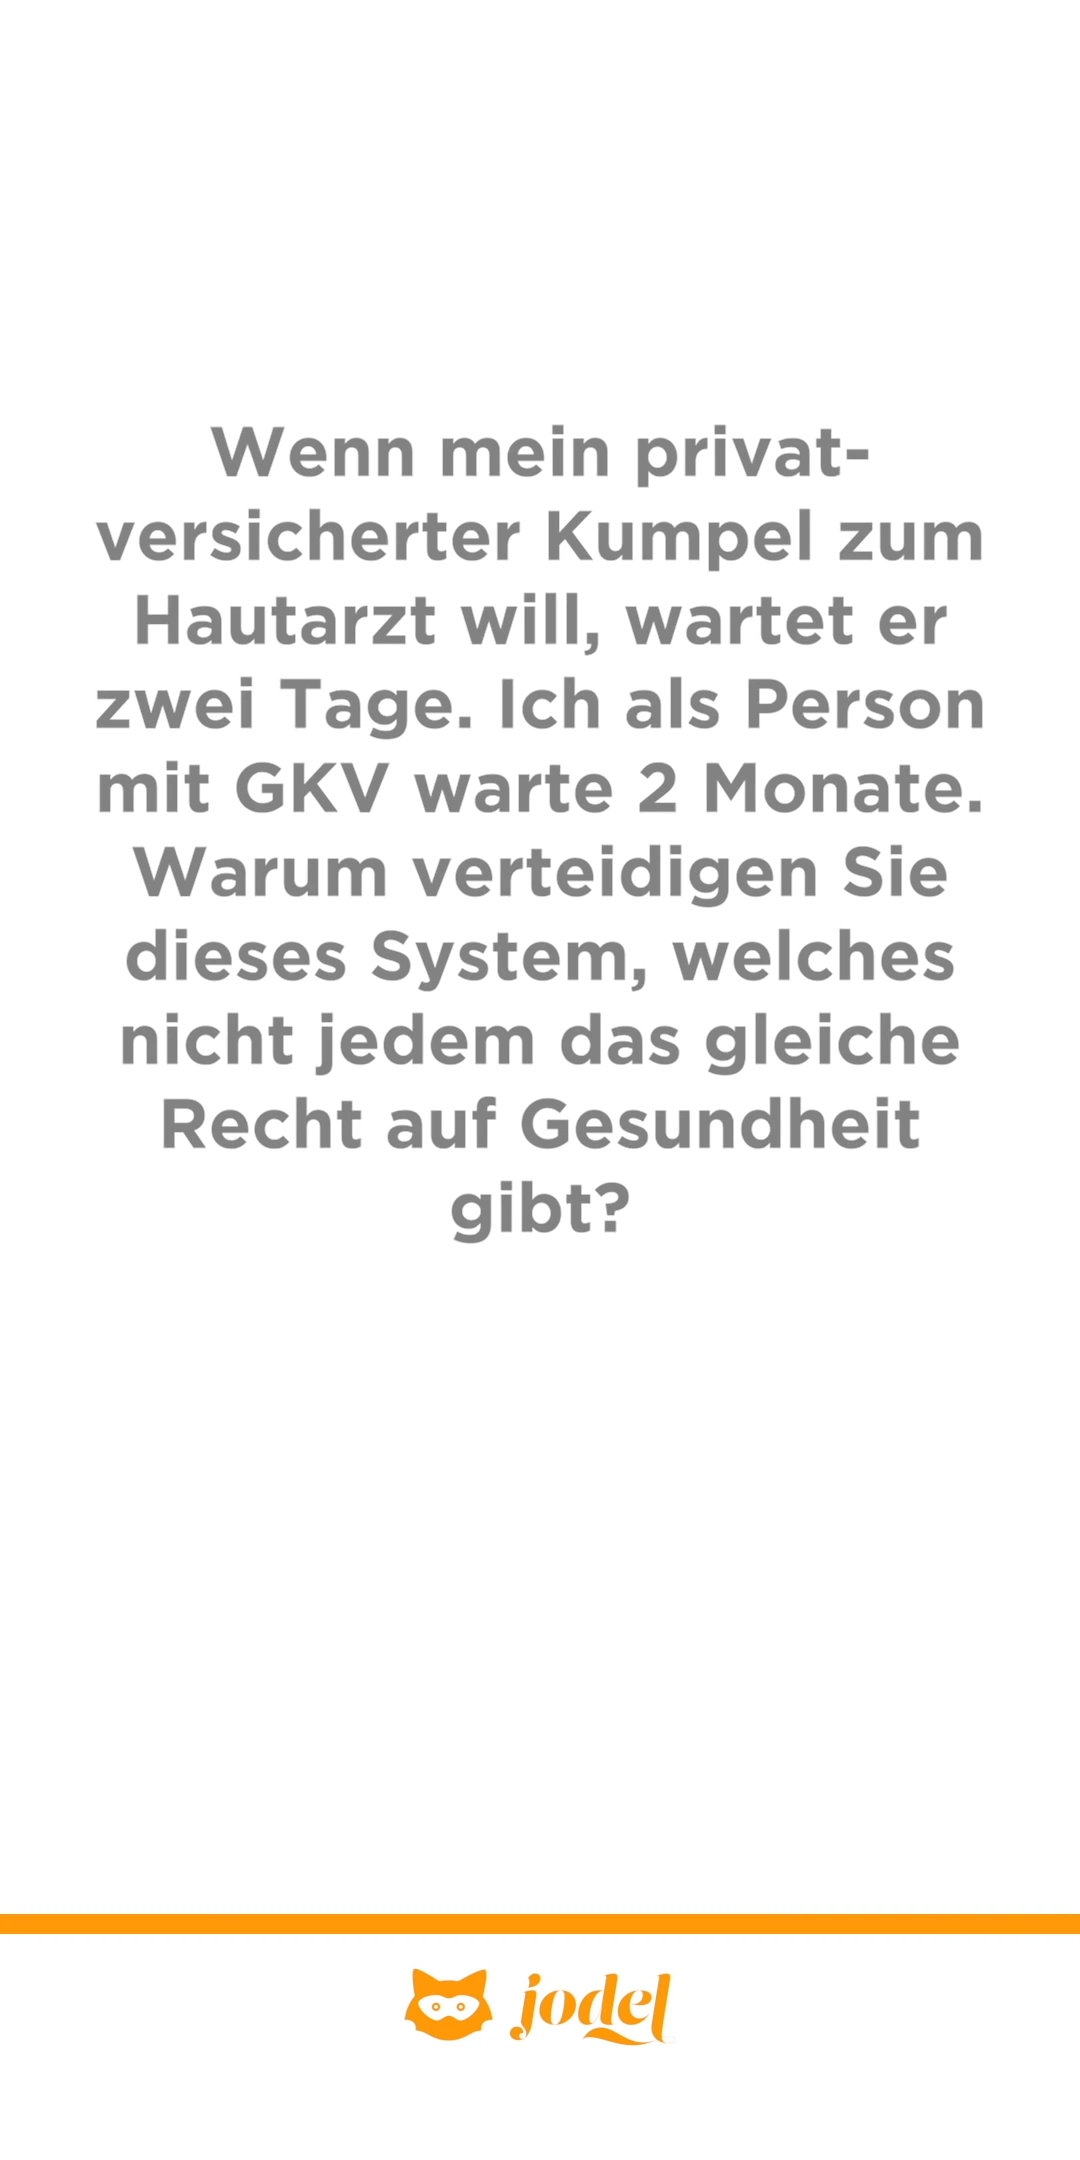 Wenn mein privat-
versicherter Kumpel zum
Hautarzt will, wartet er
zwei Tage. Ich als Person
mit GKV warte 2 Monate.
Warum verteidigen Sie
dieses System, welches
nicht jedem das gleiche
Recht auf Gesundheit
gibt?
jodel